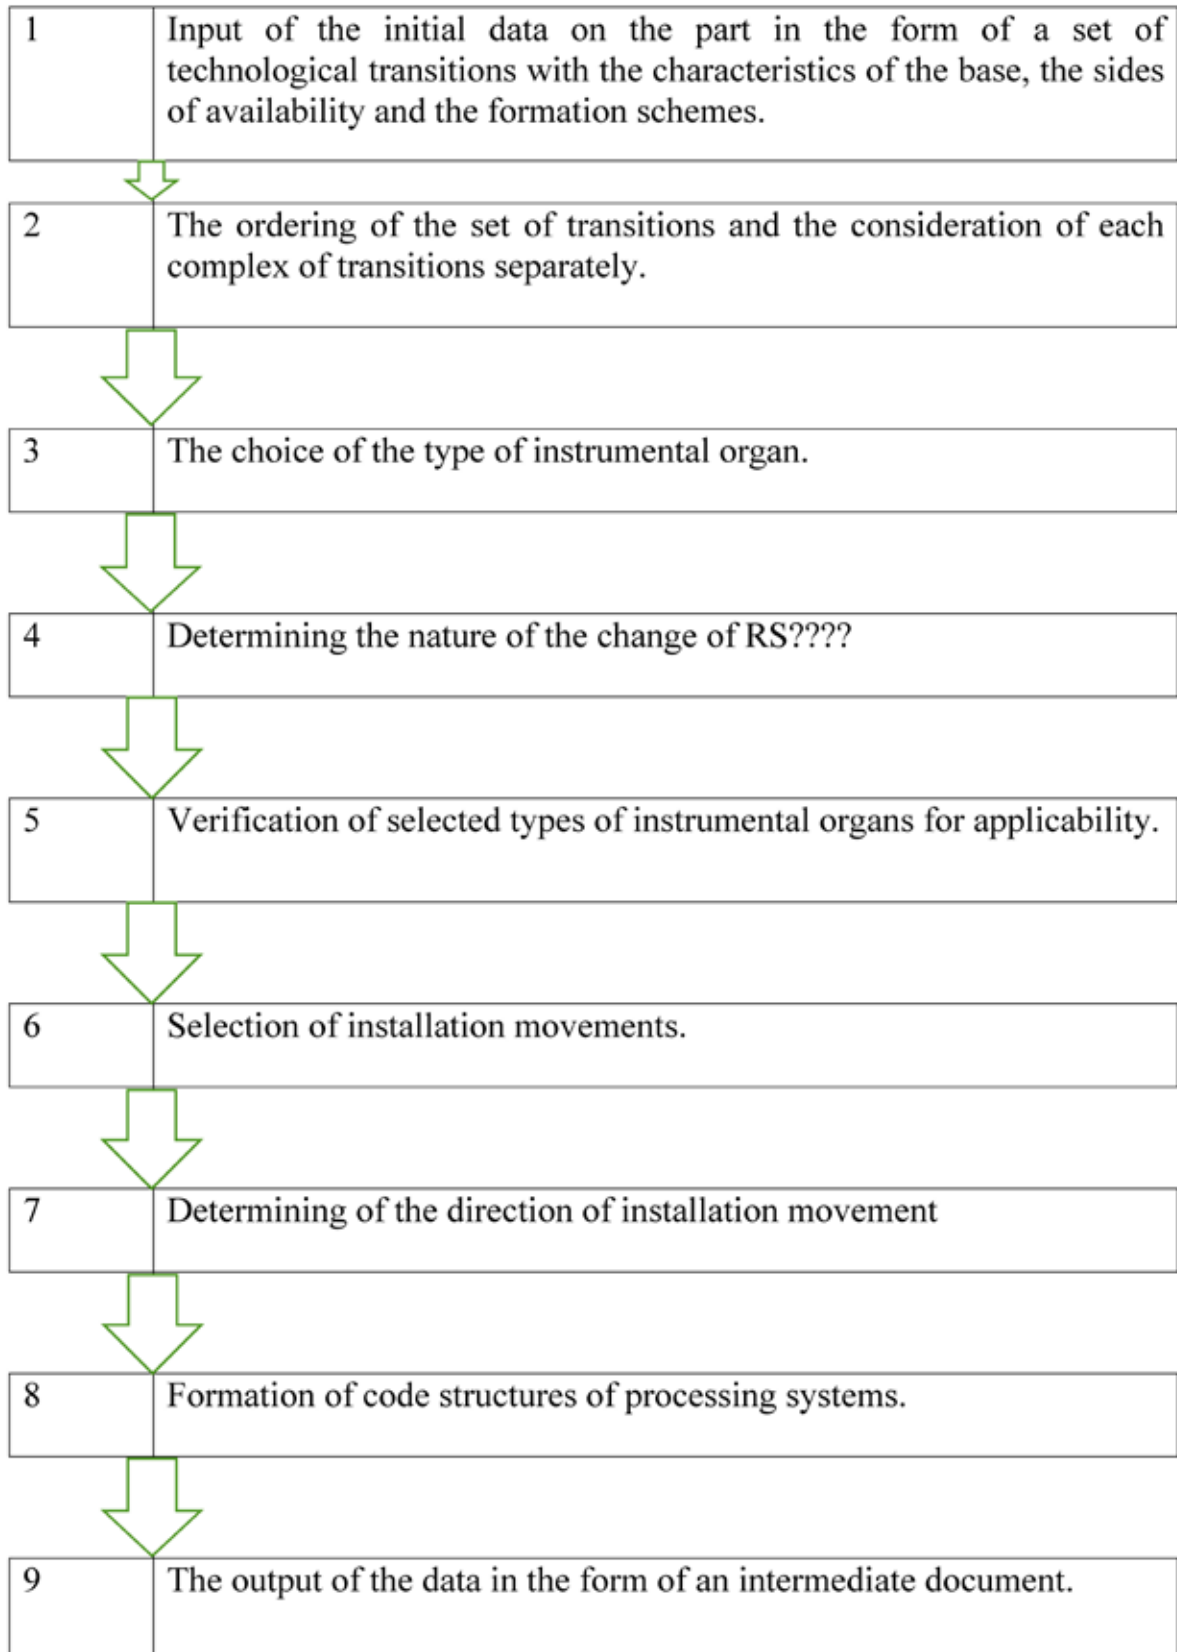 1 Input of the initial data on the part in the form of a set of
technological transitions with the characteristics of the base, the sides
of availability and the formation schemes.
2 The ordering of the set of transitions and the consideration of each
complex of transitions separately.
3 The choice of the type of instrumental organ.
4 Determining the nature of the change of RS????
5 Verification of selected types of instrumental organs for applicability.
6 Selection of installation movements.
7 Determining of the direction of installation movement
8 Formation of code structures of processing systems.
9 The output of the data in the form of an intermediate document.